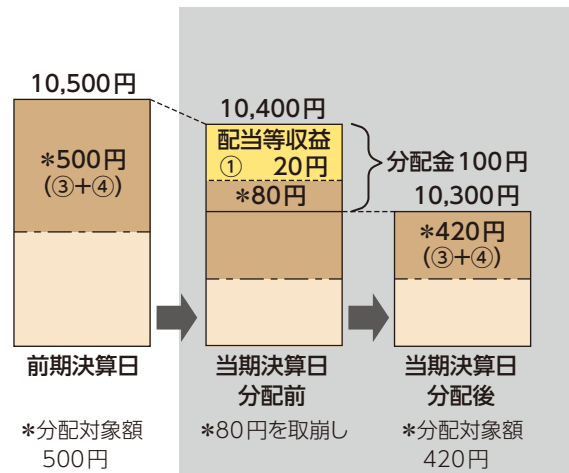 10,500円
*500円
(③+④)
前期決算日
*分配対象額
500円
10,400円
配当等収益
① 20円
*80円
分配金100円
当期決算日
分配前
*80円を取崩し
10,300円
*420円
(③+④)
当期決算日
分配後
*分配対象額
420円